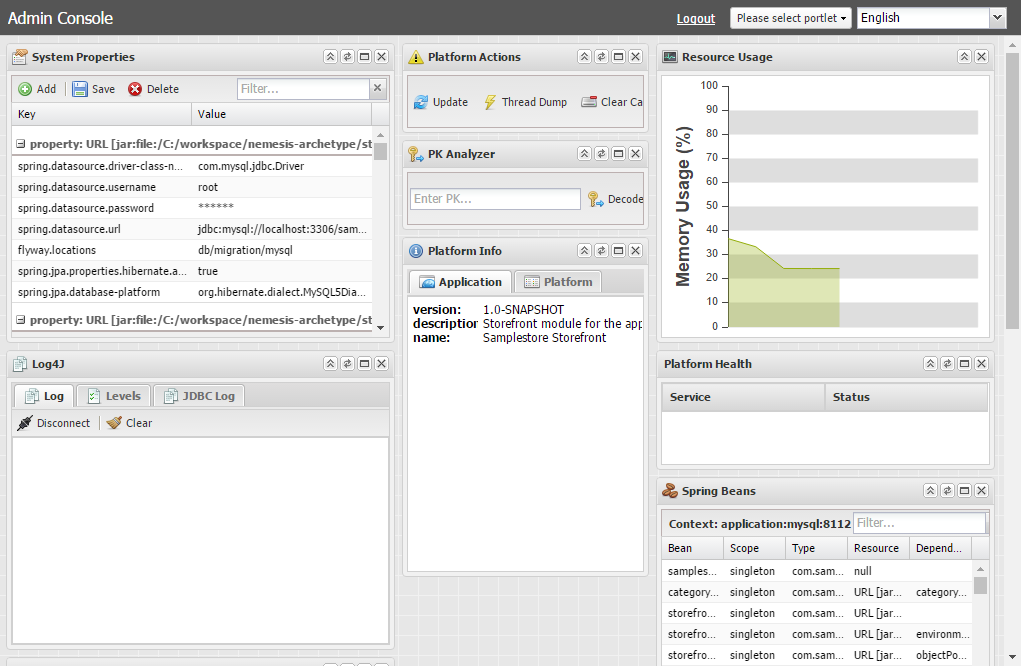 Admin Console
Logout
Please select portlet
English
System Properties
Add
Save
Delete
Filter...
Key
Value
property: URL [jar:file:/C:/workspace/nemesis-archetype/st
spring.datasource.driver-class-n...
com.mysql.jdbc.Driver
spring.datasource.username
root
spring.datasource.password
******
spring.datasource.url
jdbc:mysql://localhost:3306/sam...
flyway.locations
db/migration/mysql
spring.jpa.properties.hibernate.a...
true
spring.jpa.database-platform
org.hibernate.dialect.MySQL5Dia...
property: URL [jar:file:/C:/workspace/nemesis-archetype/st
Log4J
Log
Levels
JDBC Log
Disconnect
Clear
Platform Actions
Update
Thread Dump
Clear Ca
PK Analyzer
Enter PK...
Decode
Platform Info
Application
Platform
version:
1.0-SNAPSHOT
description
Storefront module for the app
name:
Samplestore Storefront
Resource Usage
Memory Usage (%)
100
90
80
70
60
50
40
30
20
10
0
Platform Health
Service
Status
Spring Beans
Context: application:mysql:8112
Filter...
Bean
Scope
Type
Resource
Depend...
samples...
singleton
com.sam...
null
category...
singleton
com.sam...
URL [jar...
category...
storefro...
singleton
com.sam...
URL [jar...
storefro...
singleton
com.sam...
URL [jar...
environm...
storefro...
singleton
com.sam...
URL [jar...
objectPo...